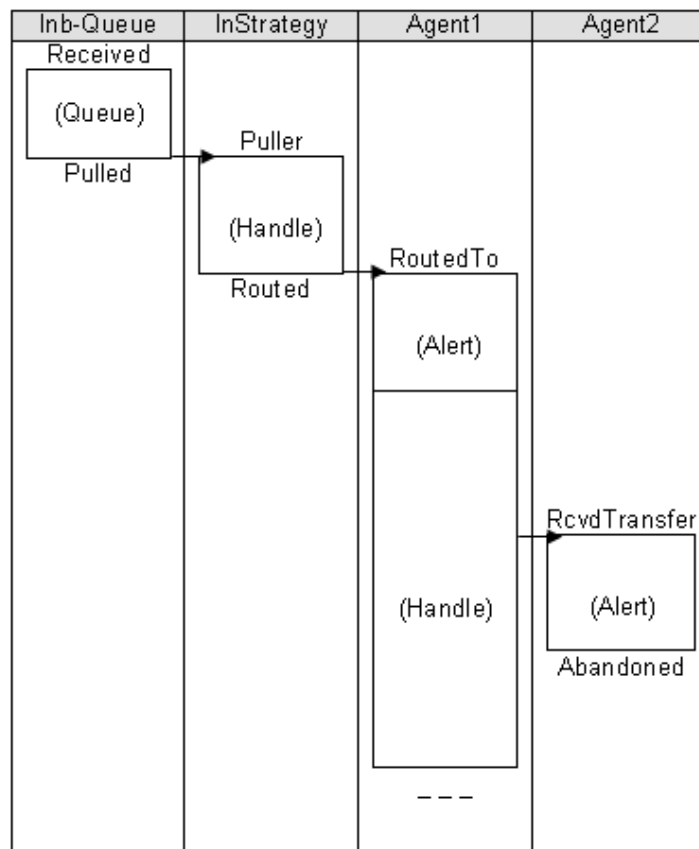 Inb-Queue InStrategy Agent1 Agent2
Received
(Queue)
Pulled
Puller
(Handle)
Routed
RoutedTo
(Alert)
(Handle)
RcvdTransfer
(Alert)
Abandoned
---